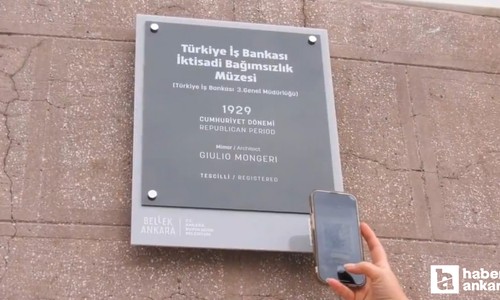 Türkiye İş Bankası
İktisadi Bağımsızlık
Müzesi
(Türkiye İş Bankası 3.Genel Müdürlüğü)
1929
CUMHURİYET DÖNEMİ
REPUBLICAN PERIOD
Mimar / Architect
GIULIO MONGERI
TESCİLLİ / REGISTERED
BELLEK
ANKARA
haber
ankara